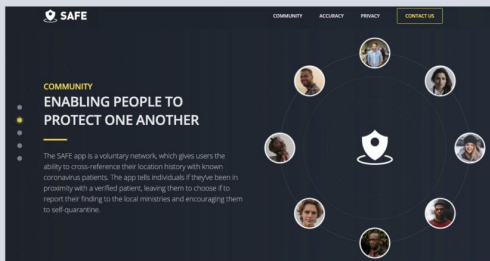 SAFE
COMMUNITY ACCURACY PRIVACY CONTACT US
COMMUNITY
ENABLING PEOPLE TO
PROTECT ONE ANOTHER
The SAFE app is a voluntary network, which gives users the
ability to cross-reference their location history with known
coronavirus patients. The app tells individuals if they've been in
proximity with a verified patient, leaving them to choose if to
report their finding to the local ministries and encouraging them
to self-quarantine.